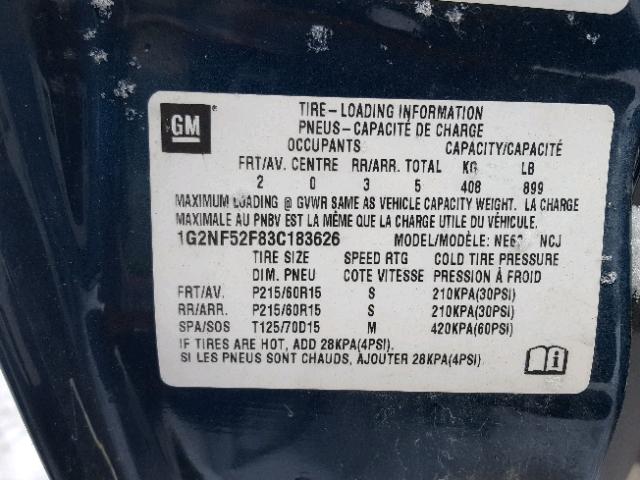 GM
TIRE-LOADING INFORMATION
PNEUS-CAPACITÉ DE CHARGE
OCCUPANTS CAPACITY/CAPACITÉ
FRT/AV. CENTRE RR/ARR. TOTAL KG LB
2 0 3 5 408 899
MAXIMUM LOADING @ GVWR SAME AS VEHICLE CAPACITY WEIGHT. LA CHARGE
MAXIMUM AU PNBV EST LA MÊME QUE LA CHARGE UTILE DU VÉHICULE.
1G2NF52F83C183626 MODEL/MODÈLE: NCJ
TIRE SIZE SPEED RTG COLD TIRE PRESSURE
DIM. PNEU COTE VITESSE PRESSION À FROID
FRT/AV. P215/60R15 S 210KPA(30PSI)
RR/ARR. P215/60R15 S 210KPA(30PSI)
SPA/SOS T125/70D15 M 420KPA(60PSI)
IF TIRES ARE HOT, ADD 28KPA(4PSI).
SI LES PNEUS SONT CHAUDS, AJOUTER 28KPA(4PSI).